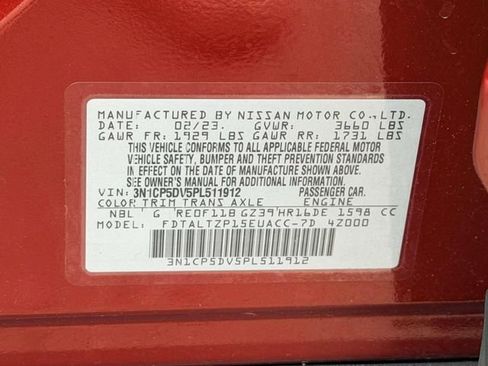 MANUFACTURED BY NISSAN MOTOR CO.,LTD.
DATE: 02/23. GVWR: 3660 LBS
GAWR FR: 1929 LBS GAWR RR: 1731 LBS
THIS VEHICLE CONFORMS TO ALL APPLICABLE FEDERAL MOTOR
VEHICLE SAFETY, BUMPER AND THEFT PREVENTION STANDARDS
IN EFFECT ON THE DATE OF MANUFACTURE SHOWN ABOVE.
SEE OWNER'S MANUAL FOR ADDITIONAL INFORMATION.
VIN: 3N1CP5DV5PL511912 PASSENGER CAR.
COLOR TRIM TRANS AXLE ENGINE
NBL G RE0F11B GZ39 HR16DE 1598 CC
MODEL: FDTALTZP15EUACC-7D 4Z000
3N1CP5DV5PL511912